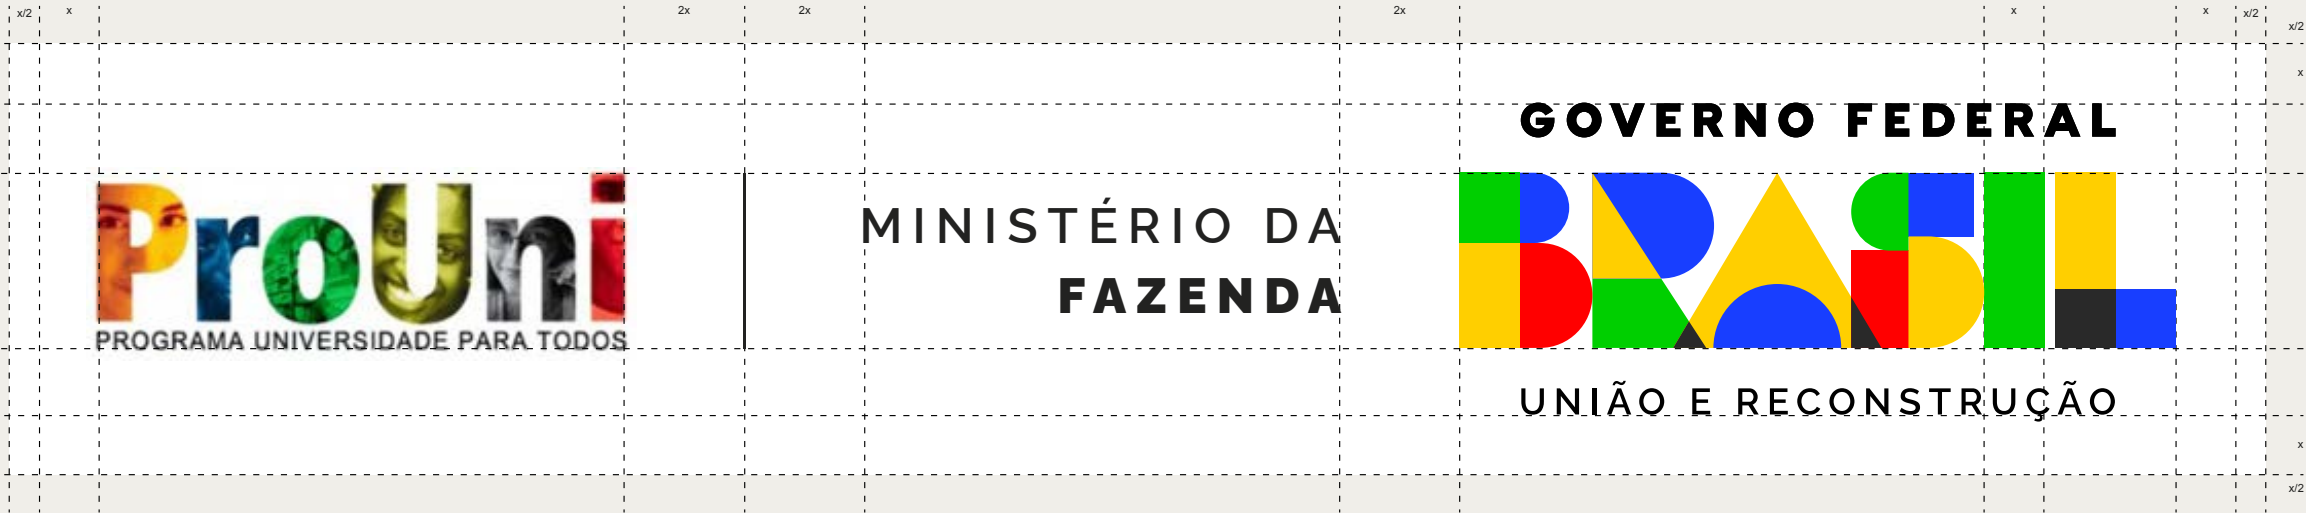 x/2 x 2x 2x 2x x x x/2
x/2
x
GOVERNO FEDERAL
ProUni
PROGRAMA UNIVERSIDADE PARA TODOS
MINISTÉRIO DA
FAZENDA
BRASIL
UNIÃO E RECONSTRUÇÃO
x
x/2